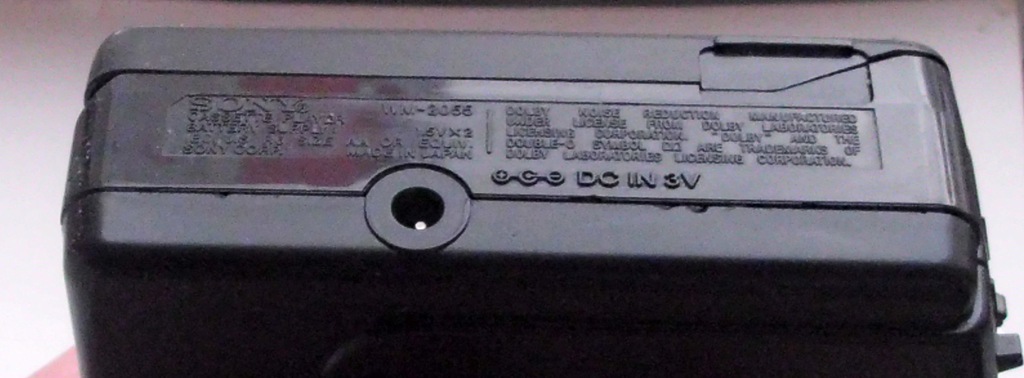 SONY
CASSETTE PLAYER WM-2055
BATTERY SUPPLY: 1.5V×2
SIZE AA OR EQUIV.
SONY CORP. MADE IN JAPAN
DOLBY NOISE REDUCTION MANUFACTURED
UNDER LICENSE FROM DOLBY LABORATORIES
LICENSING CORPORATION. "DOLBY" AND THE
DOUBLE-D SYMBOL ARE TRADEMARKS OF
DOLBY LABORATORIES LICENSING CORPORATION.
DC IN 3V